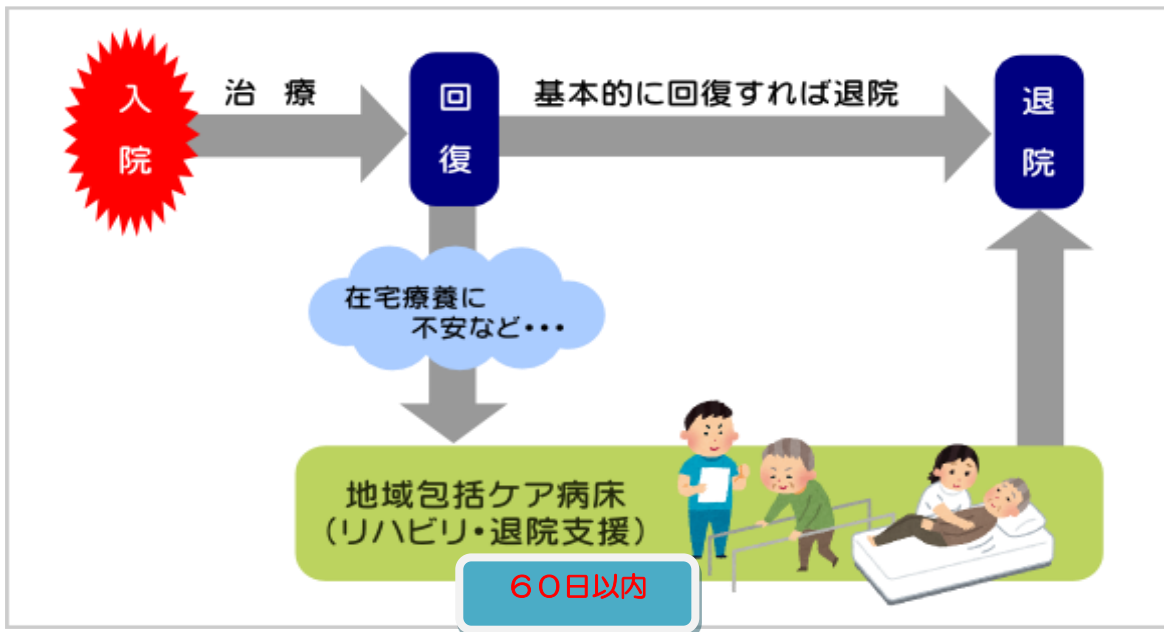 入院
治 療
回復
基本的に回復すれば退院
退院
在宅療養に
不安など・・・
地域包括ケア病床
（リハビリ・退院支援）
６０日以内